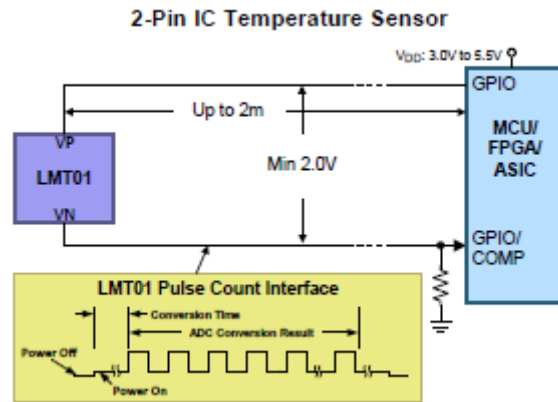 2-Pin IC Temperature Sensor
VDD: 3.0V to 5.5V
GPIO
Up to 2m
MCU/
FPGA/
ASIC
VP
LMT01
VN
Min 2.0V
GPIO/
COMP
LMT01 Pulse Count Interface
Conversion Time
ADC Conversion Result
Power Off
Power On